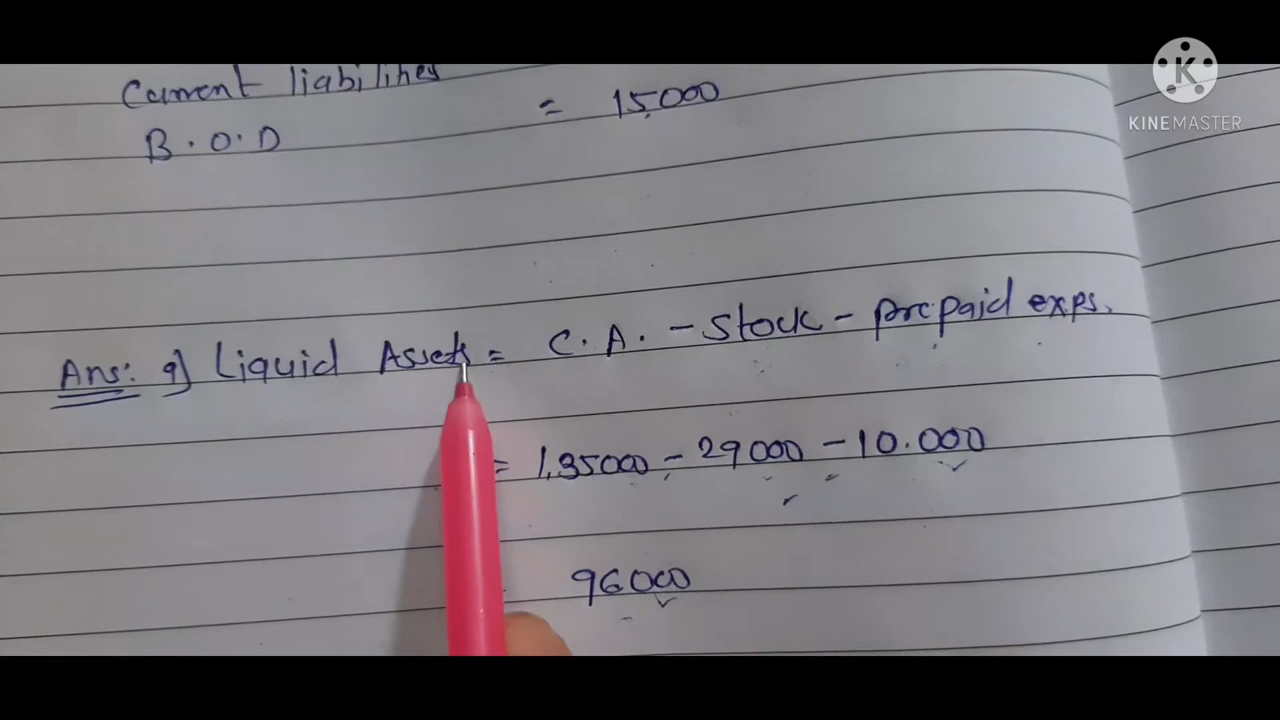 Current liabilities
= 15,000
B.O.D
Ans: a) Liquid Assets = C.A. - Stock - prepaid exps.
= 1,35000 - 29000 - 10.000
96000
K
KINEMASTER